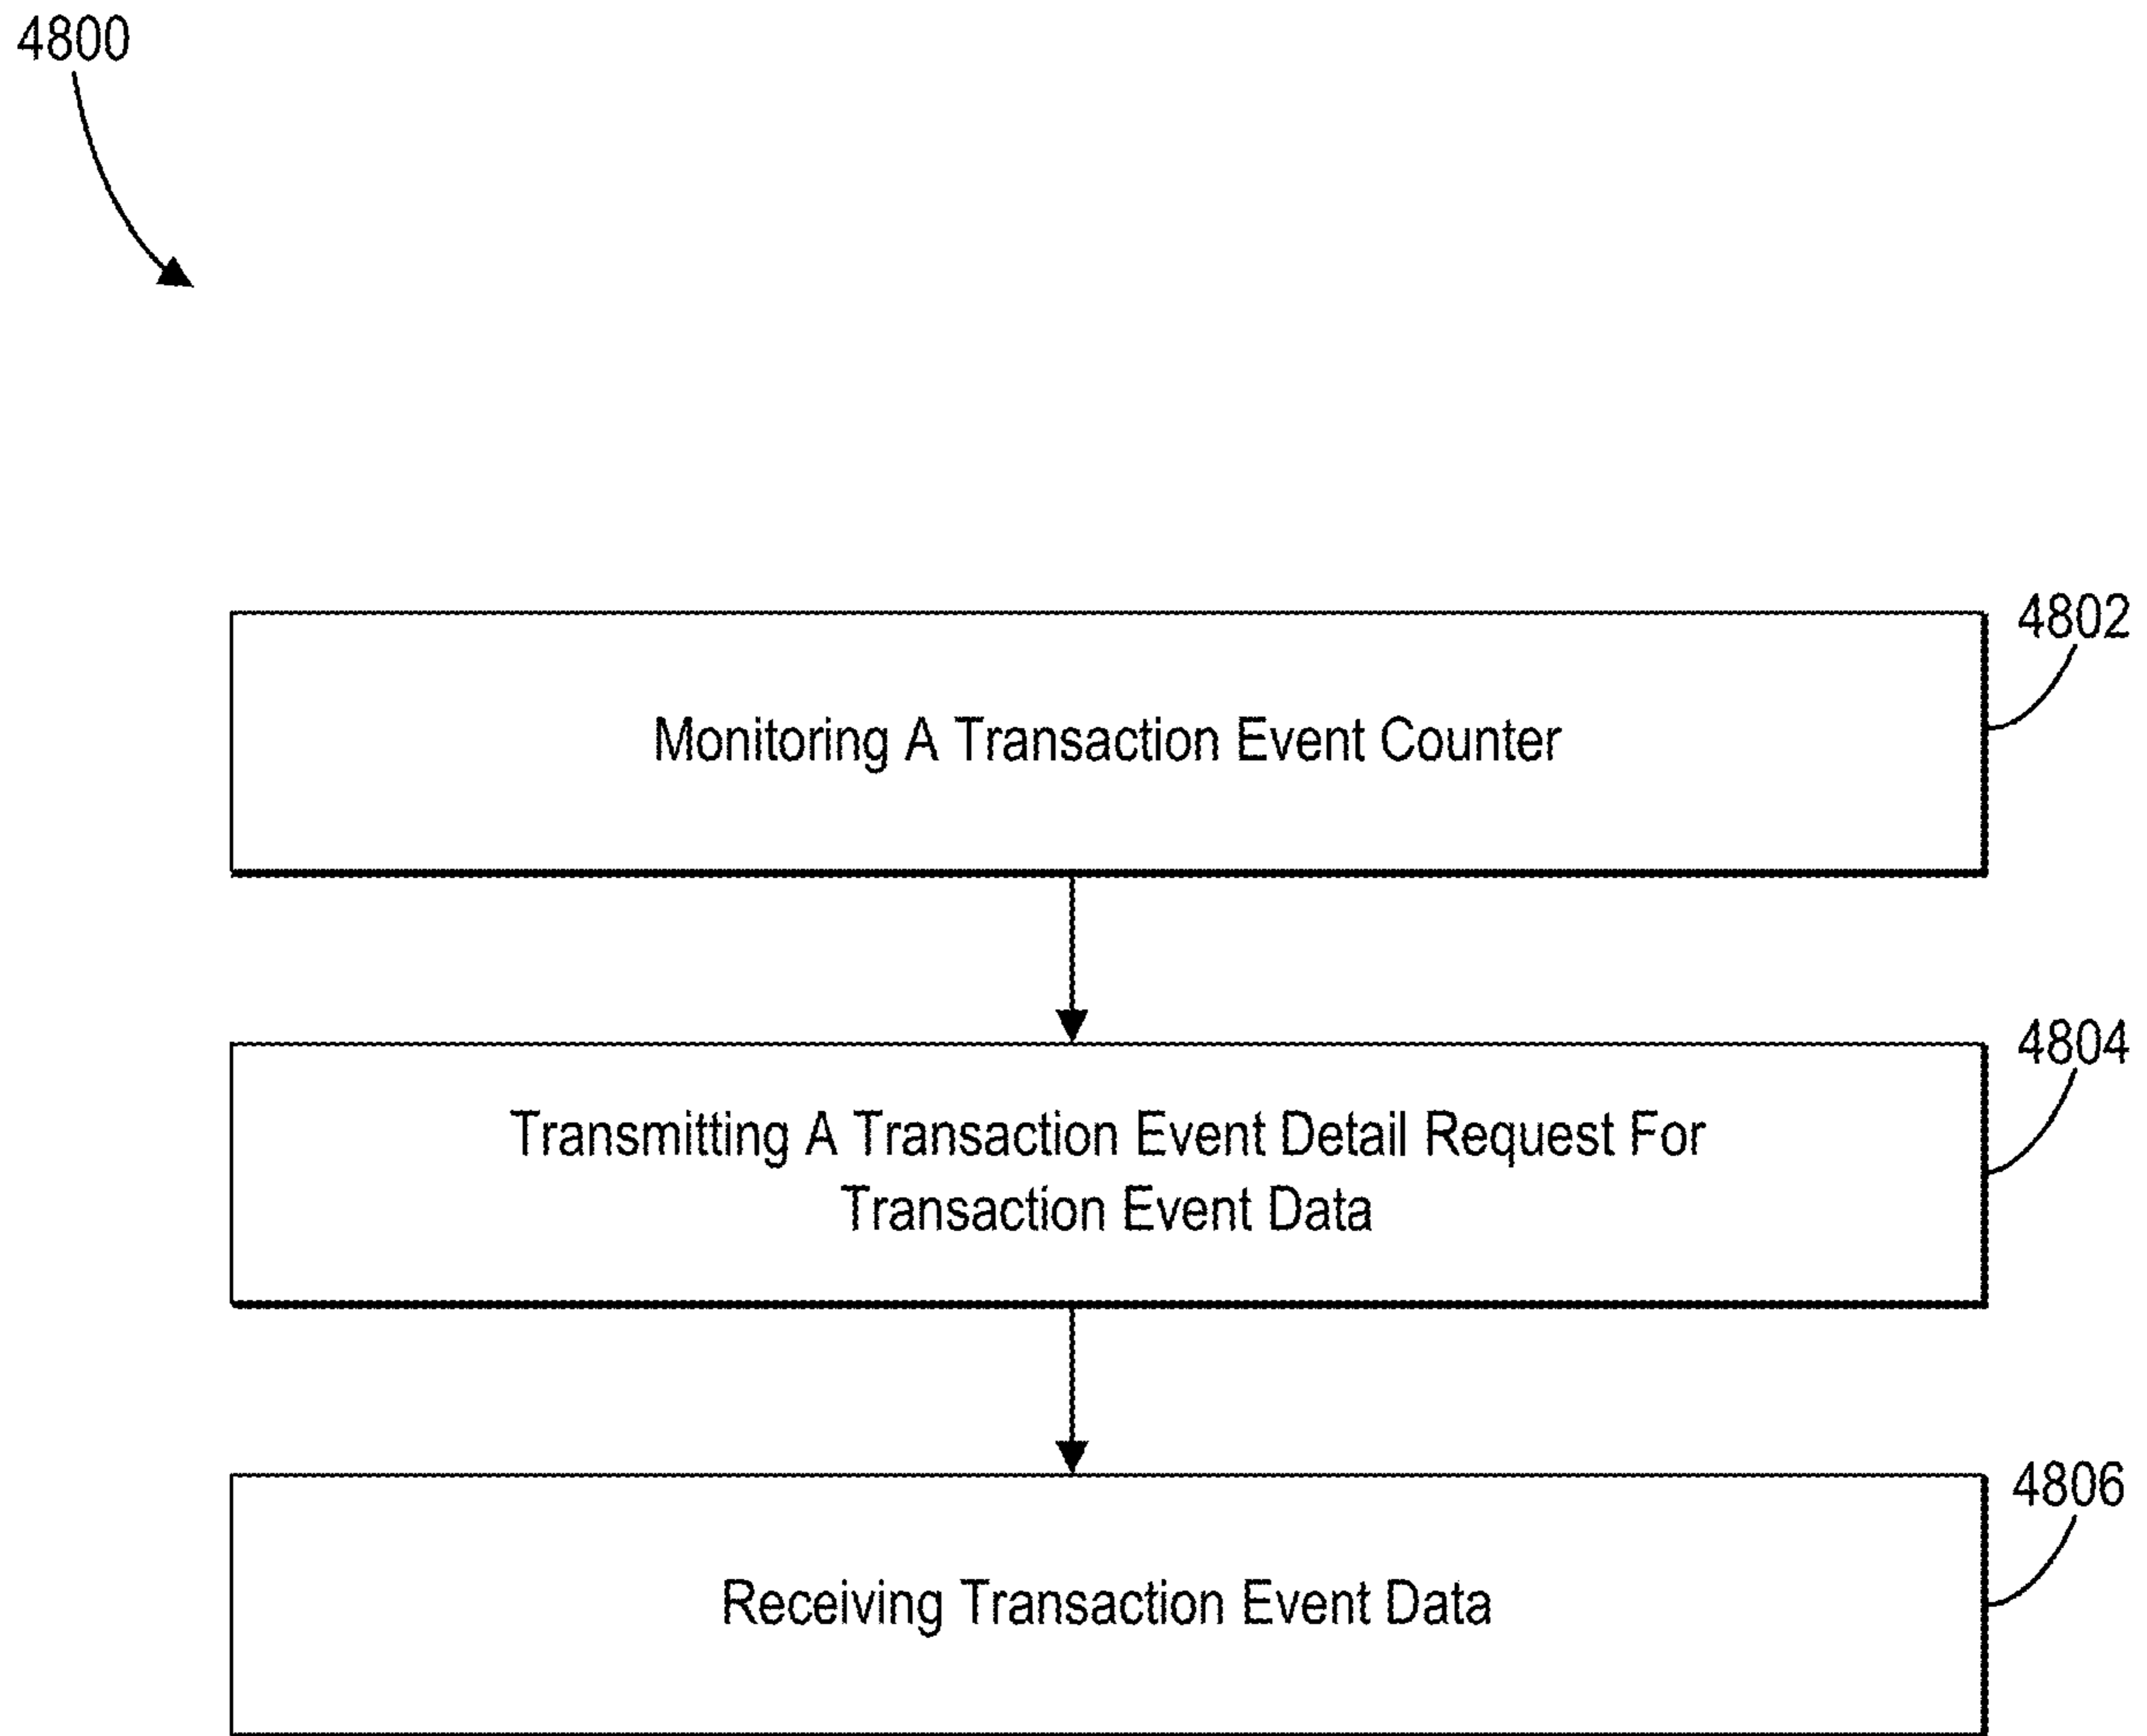 4800
4802
Monitoring A Transaction Event Counter
4804
Transmitting A Transaction Event Detail Request For
Transaction Event Data
4806
Receiving Transaction Event Data